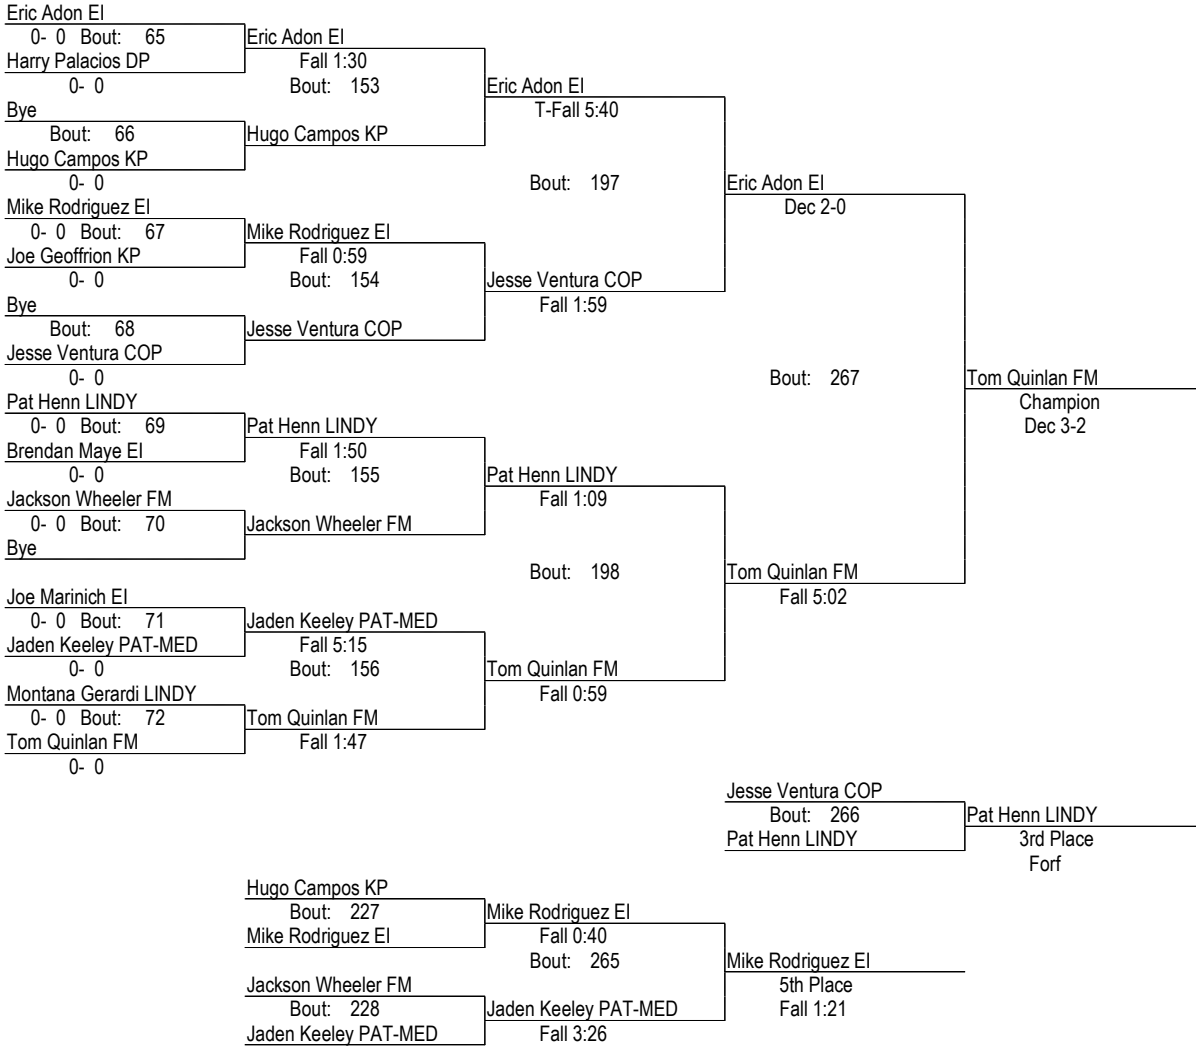 Eric Adon EI
0- 0 Bout: 65
Harry Palacios DP
0- 0
Bye
Bout: 66
Hugo Campos KP
0- 0
Mike Rodriguez EI
0- 0 Bout: 67
Joe Geoffrion KP
0- 0
Bye
Bout: 68
Jesse Ventura COP
0- 0
Pat Henn LINDY
0- 0 Bout: 69
Brendan Maye EI
0- 0
Jackson Wheeler FM
0- 0 Bout: 70
Bye
Joe Marinich EI
0- 0 Bout: 71
Jaden Keeley PAT-MED
0- 0
Montana Gerardi LINDY
0- 0 Bout: 72
Tom Quinlan FM
0- 0
Eric Adon EI
Fall 1:30
Bout: 153
Hugo Campos KP
Mike Rodriguez EI
Fall 0:59
Bout: 154
Jesse Ventura COP
Pat Henn LINDY
Fall 1:50
Bout: 155
Jackson Wheeler FM
Jaden Keeley PAT-MED
Fall 5:15
Bout: 156
Tom Quinlan FM
Fall 1:47
Eric Adon EI
T-Fall 5:40
Bout: 197
Jesse Ventura COP
Fall 1:59
Pat Henn LINDY
Fall 1:09
Bout: 198
Tom Quinlan FM
Fall 0:59
Eric Adon EI
Dec 2-0
Bout: 267
Tom Quinlan FM
Fall 5:02
Tom Quinlan FM
Champion
Dec 3-2
Jesse Ventura COP
Bout: 266
Pat Henn LINDY
Pat Henn LINDY
3rd Place
Forf
Hugo Campos KP
Bout: 227
Mike Rodriguez EI
Jackson Wheeler FM
Bout: 228
Jaden Keeley PAT-MED
Mike Rodriguez EI
Fall 0:40
Bout: 265
Jaden Keeley PAT-MED
Fall 3:26
Mike Rodriguez EI
5th Place
Fall 1:21